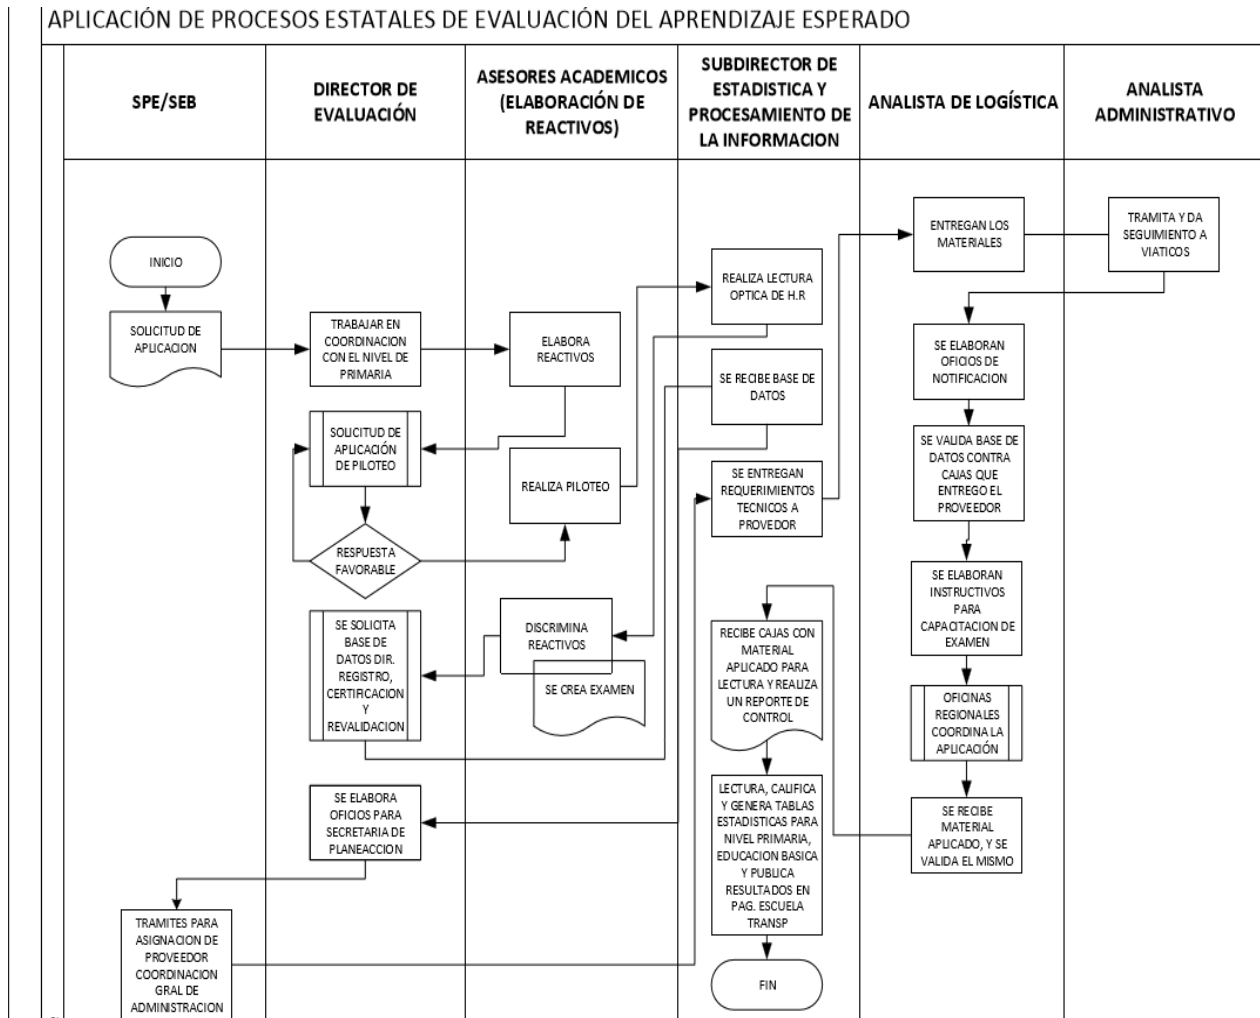 APLICACIÓN DE PROCESOS ESTATALES DE EVALUACIÓN DEL APRENDIZAJE ESPERADO
SPE/SEB
DIRECTOR DE
EVALUACIÓN
ASESORES ACADEMICOS
(ELABORACIÓN DE
REACTIVOS)
SUBDIRECTOR DE
ESTADISTICA Y
PROCESAMIENTO DE
LA INFORMACION
ANALISTA DE LOGÍSTICA
ANALISTA
ADMINISTRATIVO
INICIO
SOLICITUD DE
APLICACION
TRABAJAR EN
COORDINACION
CON EL NIVEL DE
PRIMARIA
ELABORA
REACTIVOS
SOLICITUD DE
APLICACIÓN
DE PILOTEO
RESPUESTA
FAVORABLE
REALIZA PILOTEO
REALIZA LECTURA
OPTICA DE H.R
DISCRIMINA
REACTIVOS
SE CREA EXAMEN
SE SOLICITA
BASE DE
DATOS DIR.
REGISTRO,
CERTIFICACION
Y
REVALIDACION
SE RECIBE BASE DE
DATOS
SE ELABORA
OFICIOS PARA
SECRETARIA DE
PLANEACCION
TRAMITES PARA
ASIGNACION DE
PROVEEDOR
COORDINACION
GRAL DE
ADMINISTRACION
SE ENTREGAN
REQUERIMIENTOS
TECNICOS A
PROVEDOR
ENTREGAN LOS
MATERIALES
TRAMITA Y DA
SEGUIMIENTO A
VIATICOS
SE ELABORAN
OFICIOS DE
NOTIFICACION
SE VALIDA BASE DE
DATOS CONTRA
CAJAS QUE
ENTREGO EL
PROVEEDOR
SE ELABORAN
INSTRUCTIVOS
PARA
CAPACITACION DE
EXAMEN
OFICINAS
REGIONALES
COORDINA LA
APLICACIÓN
SE RECIBE
MATERIAL
APLICADO, Y SE
VALIDA EL MISMO
RECIBE CAJAS CON
MATERIAL
APLICADO PARA
LECTURA Y REALIZA
UN REPORTE DE
CONTROL
LECTURA, CALIFICA
Y GENERA TABLAS
ESTADISTICAS PARA
NIVEL PRIMARIA,
EDUCACION BASICA
Y PUBLICA
RESULTADOS EN
PAG. ESCUELA
TRANSP
FIN